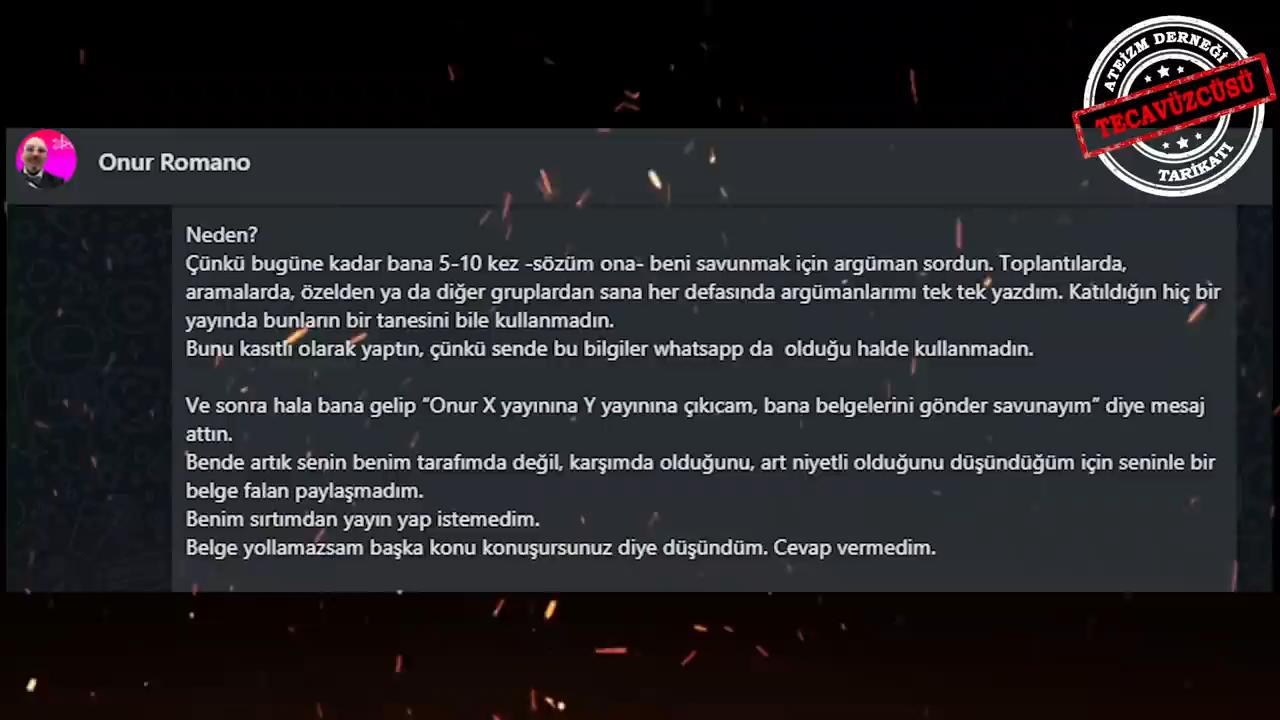 ATEİZM DERNEĞİ
TECAVÜZCÜSÜ
TARİKATI
Onur Romano
Neden?
Çünkü bugüne kadar bana 5-10 kez -sözüm ona- beni savunmak için argüman sordun. Toplantılarda,
aramalarda, özelden ya da diğer gruplardan sana her defasında argümanlarımı tek tek yazdım. Katıldığın hiç bir
yayında bunların bir tanesini bile kullanmadın.
Bunu kasıtlı olarak yaptın, çünkü sende bu bilgiler whatsapp da  olduğu halde kullanmadın.
Ve sonra hala bana gelip “Onur X yayınına Y yayınına çıkıcam, bana belgelerini gönder savunayım” diye mesaj
attın.
Bende artık senin benim tarafımda değil, karşımda olduğunu, art niyetli olduğunu düşündüğüm için seninle bir
belge falan paylaşmadım.
Benim sırtımdan yayın yap istemedim.
Belge yollamazsam başka konu konuşursunuz diye düşündüm. Cevap vermedim.